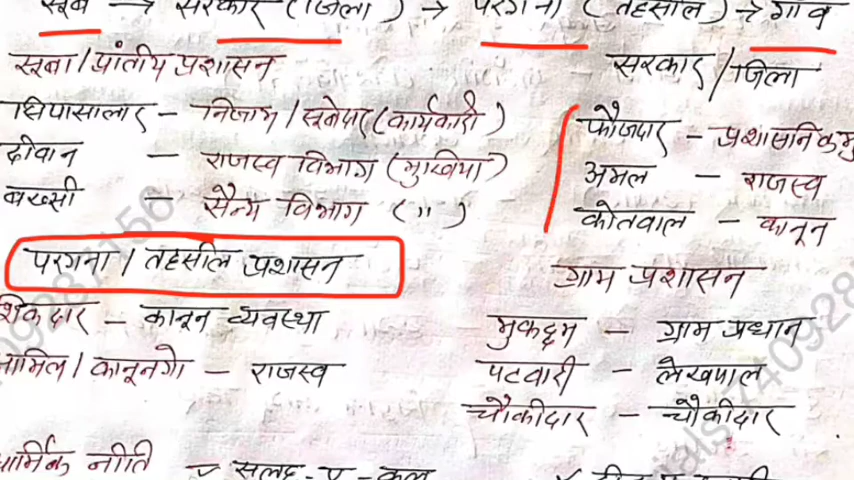 सूबा → सरकार (जिला) → परगना (तहसील) → गाँव
सूबा/प्रांतीय प्रशासन
सिपासालार - निजाम/सूबेदार (कार्यकारी)
दीवान - राजस्व विभाग (मुखिया)
बख्सी - सैन्य विभाग ( " )
परगना/तहसील प्रशासन
शिकदार - कानून व्यवस्था
आमिल/कानूनगो - राजस्व
धार्मिक नीति
✓ सलह-ए-कुल
सरकार/जिला
फौजदार - प्रशासनिक
अमल - राजस्व
कोतवाल - कानून
ग्राम प्रशासन
मुकद्दम - ग्राम प्रधान
पटवारी - लेखपाल
चौकीदार - चौकीदार